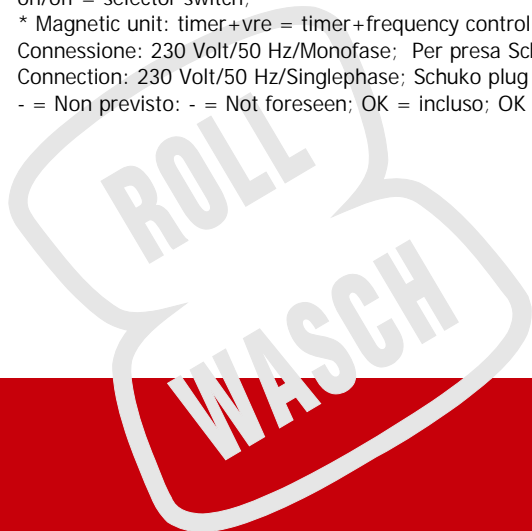 on/off = selector switch;
* Magnetic unit: timer+vre = timer+frequency control
Connessione: 230 Volt/50 Hz/Monofase;  Per presa Sch
Connection: 230 Volt/50 Hz/Singlephase; Schuko plug
- = Non previsto: - = Not foreseen; OK = incluso; OK
ROLL
WASCH